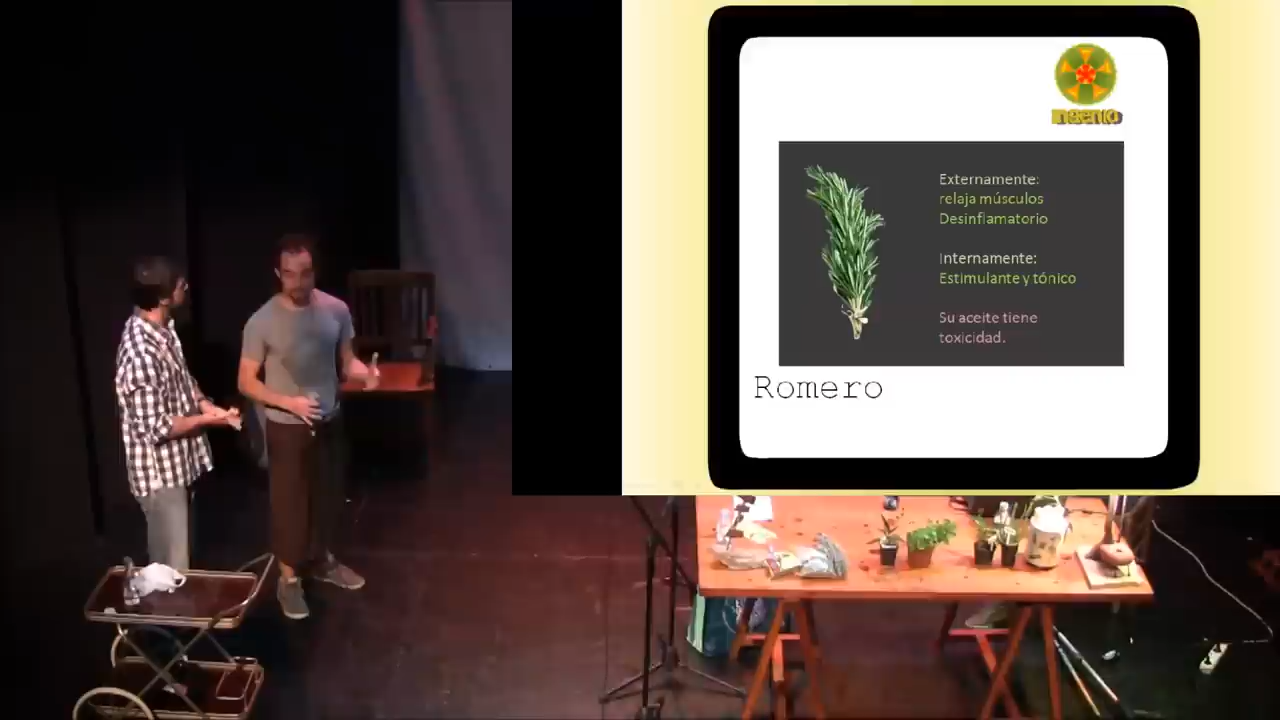 Ingenio
Externamente:
relaja músculos
Desinflamatorio
Internamente:
Estimulante y tónico
Su aceite tiene
toxicidad.
Romero